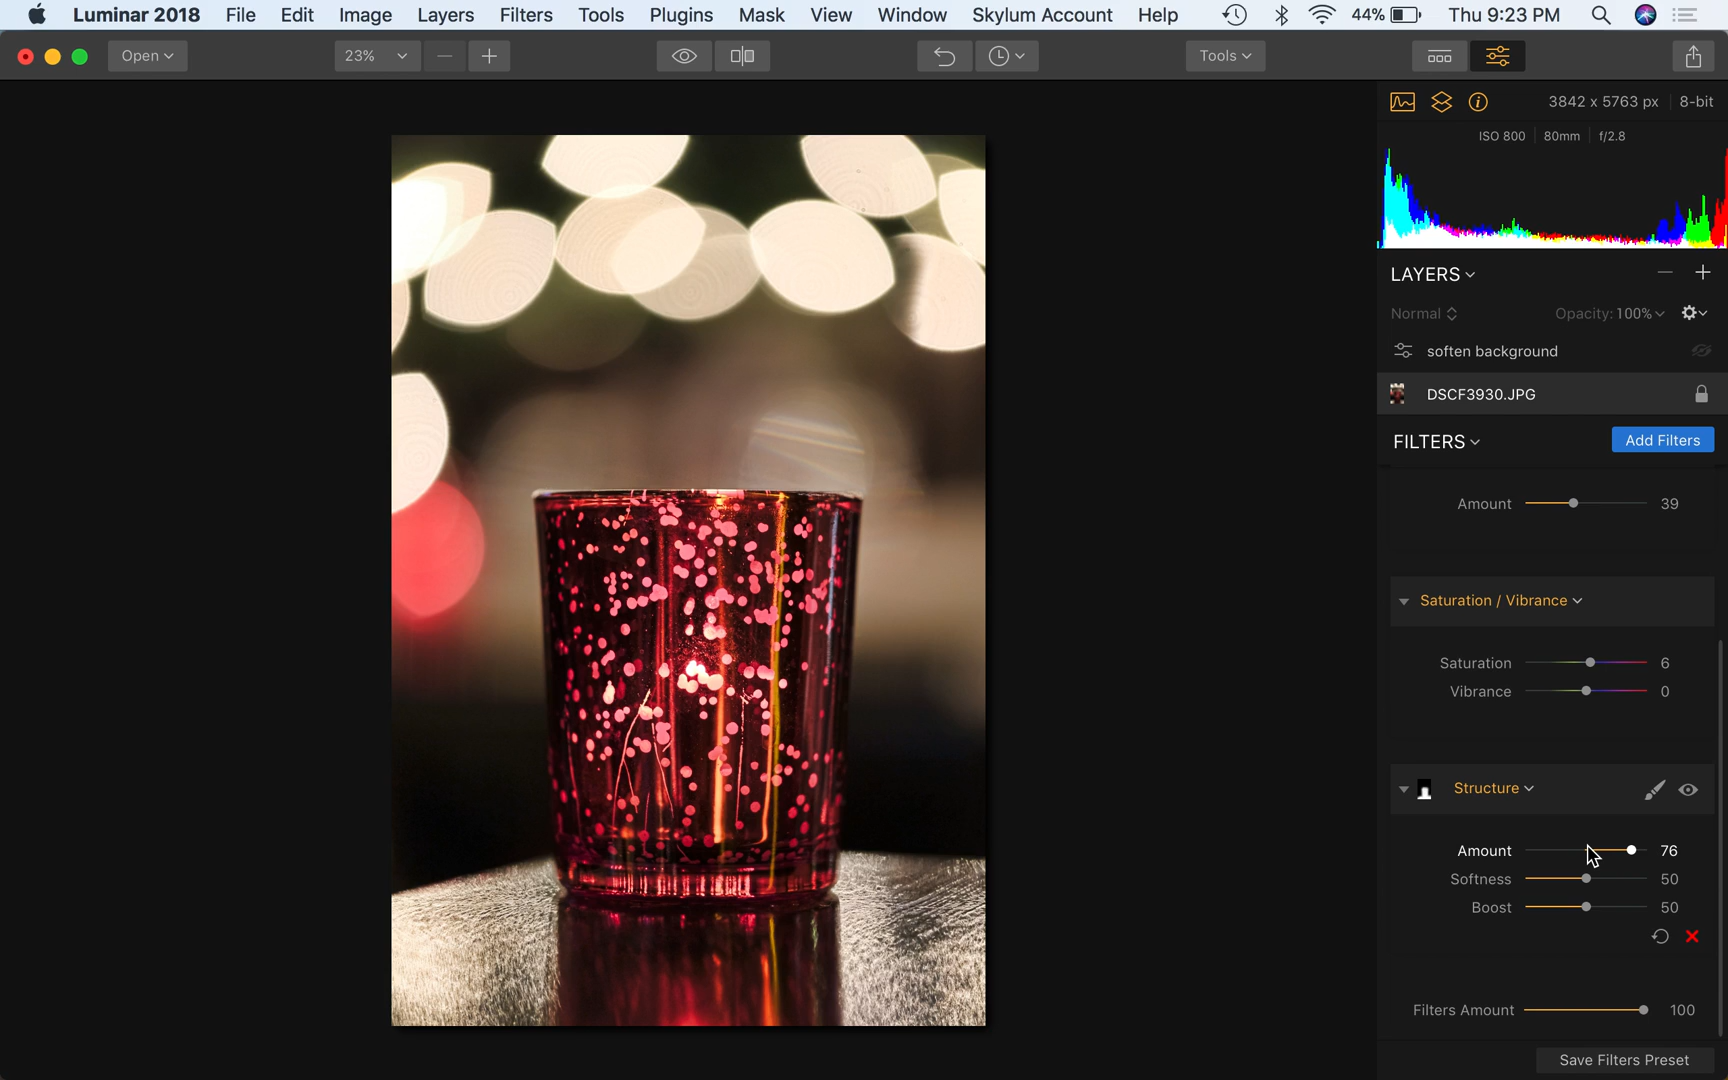 Luminar 2018 File Edit Image Layers Filters Tools Plugins Mask View Window Skylum Account Help 44% Thu 9:23 PM
Open 23% Tools
3842 x 5763 px 8-bit
ISO 800 80mm f/2.8
LAYERS
Normal Opacity: 100%
soften background
DSCF3930.JPG
FILTERS Add Filters
Amount 39
Saturation / Vibrance
Saturation 6
Vibrance 0
Structure
Amount 76
Softness 50
Boost 50
Filters Amount 100
Save Filters Preset